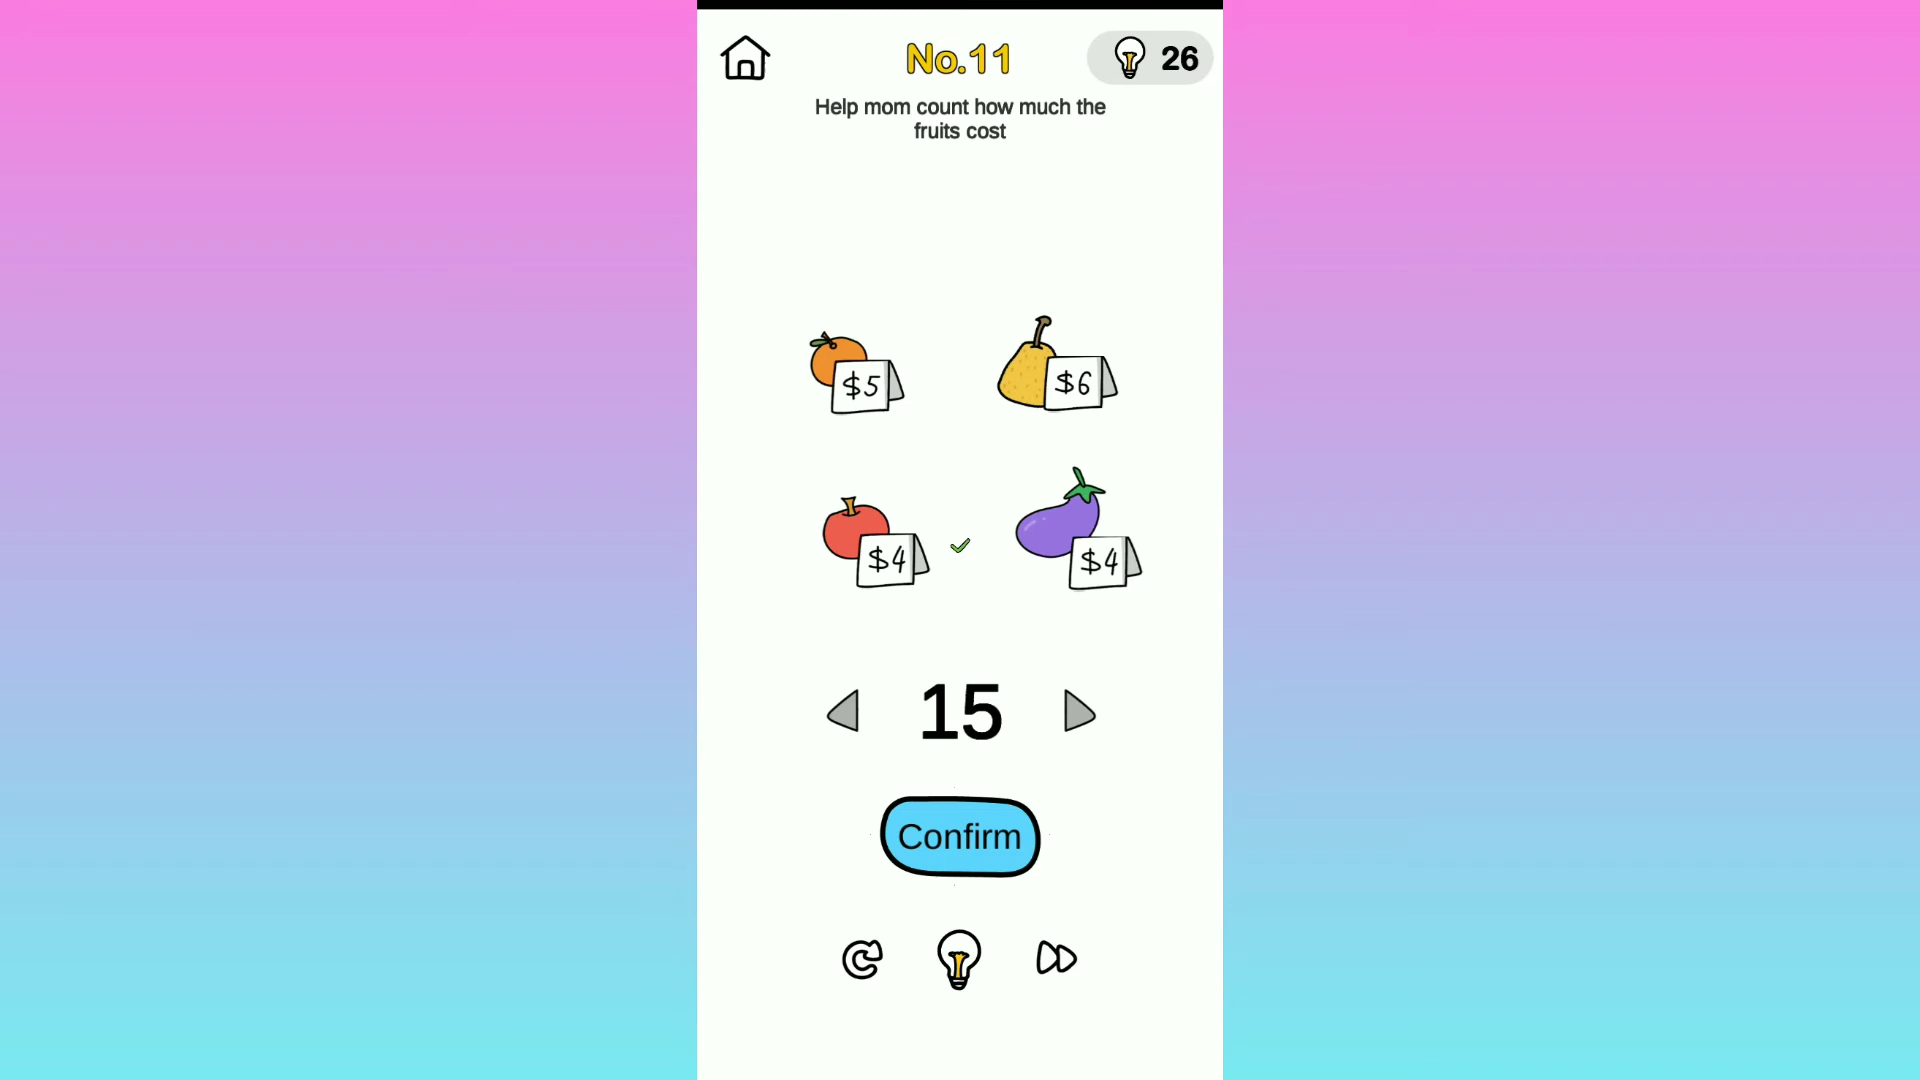 No.11
26
Help mom count how much the
fruits cost
$5
$6
$4
$4
15
Confirm